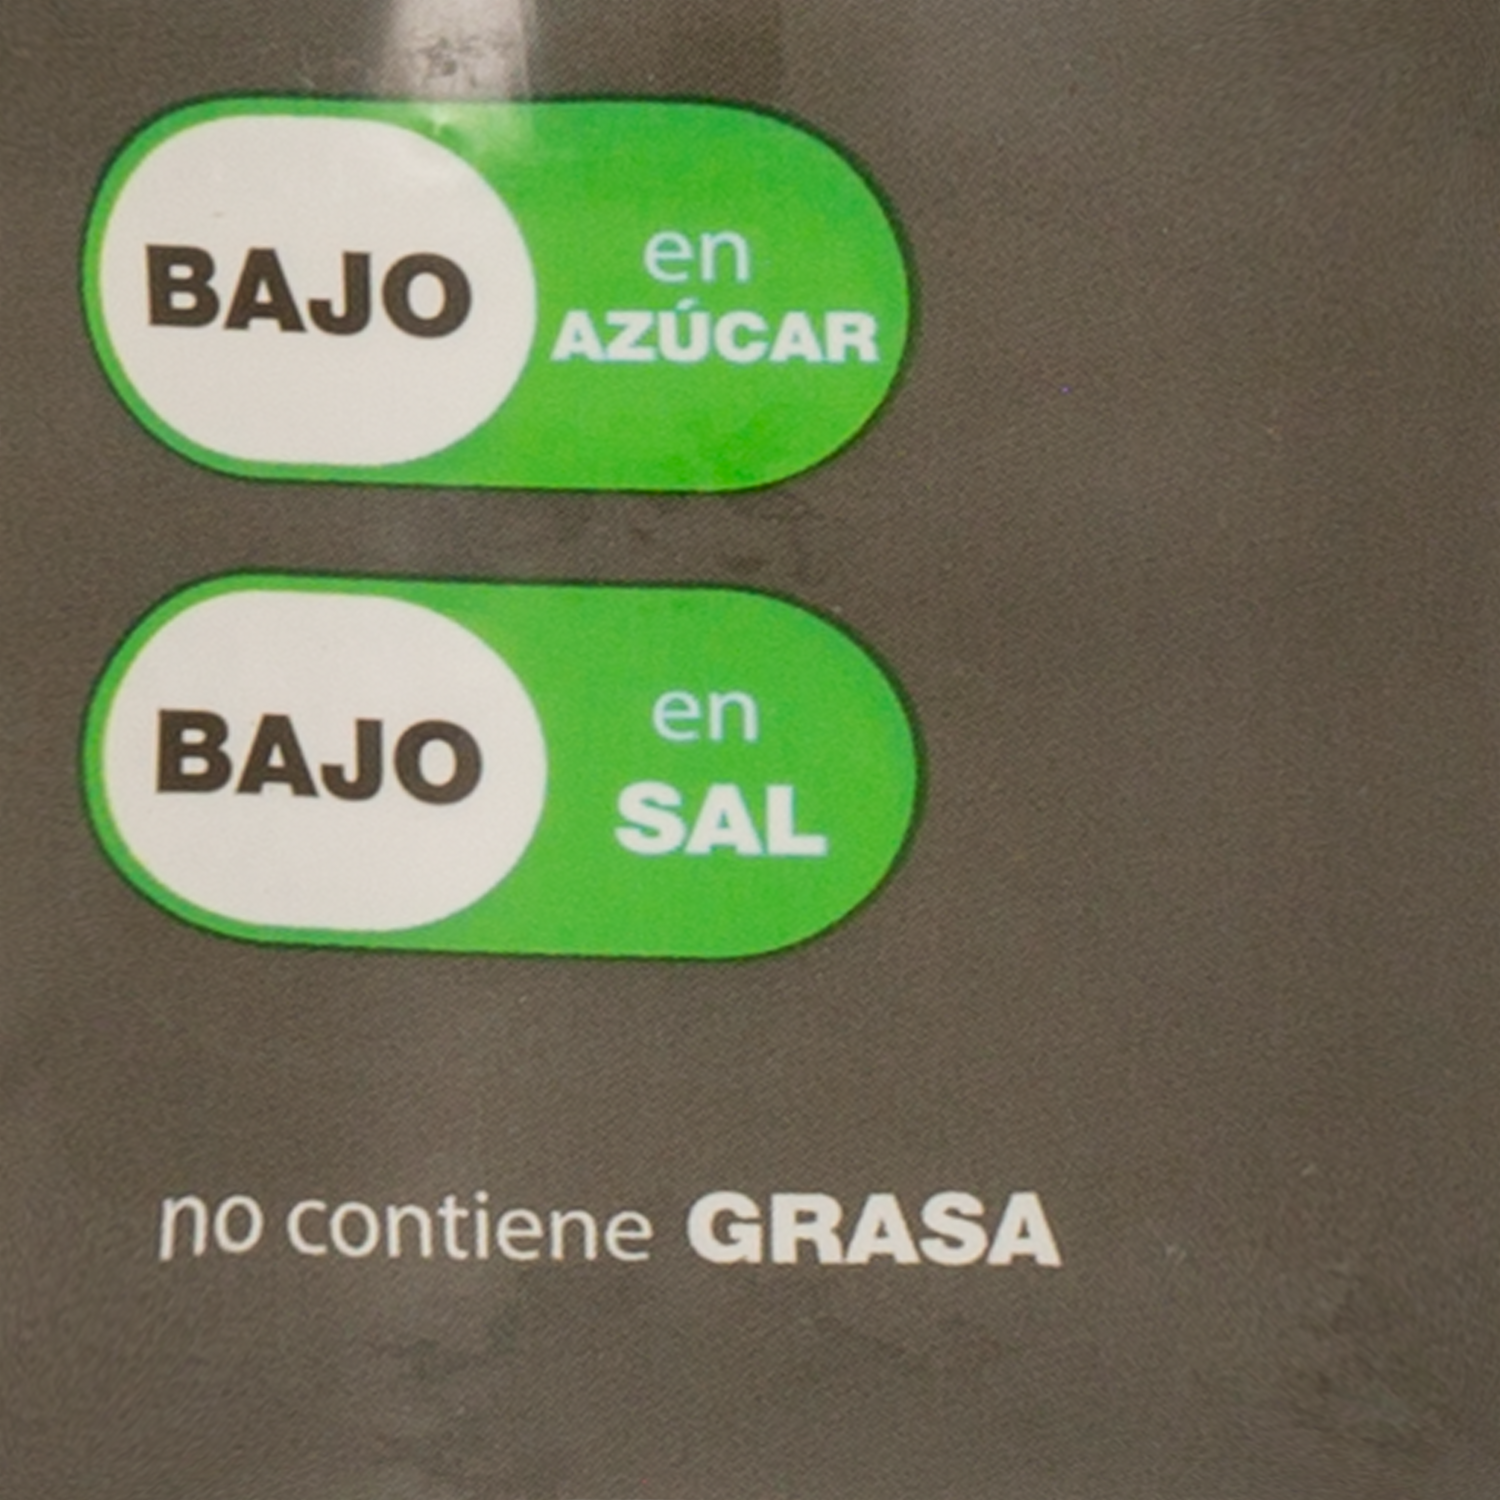 BAJO en
AZÚCAR
BAJO en
SAL
no contiene GRASA